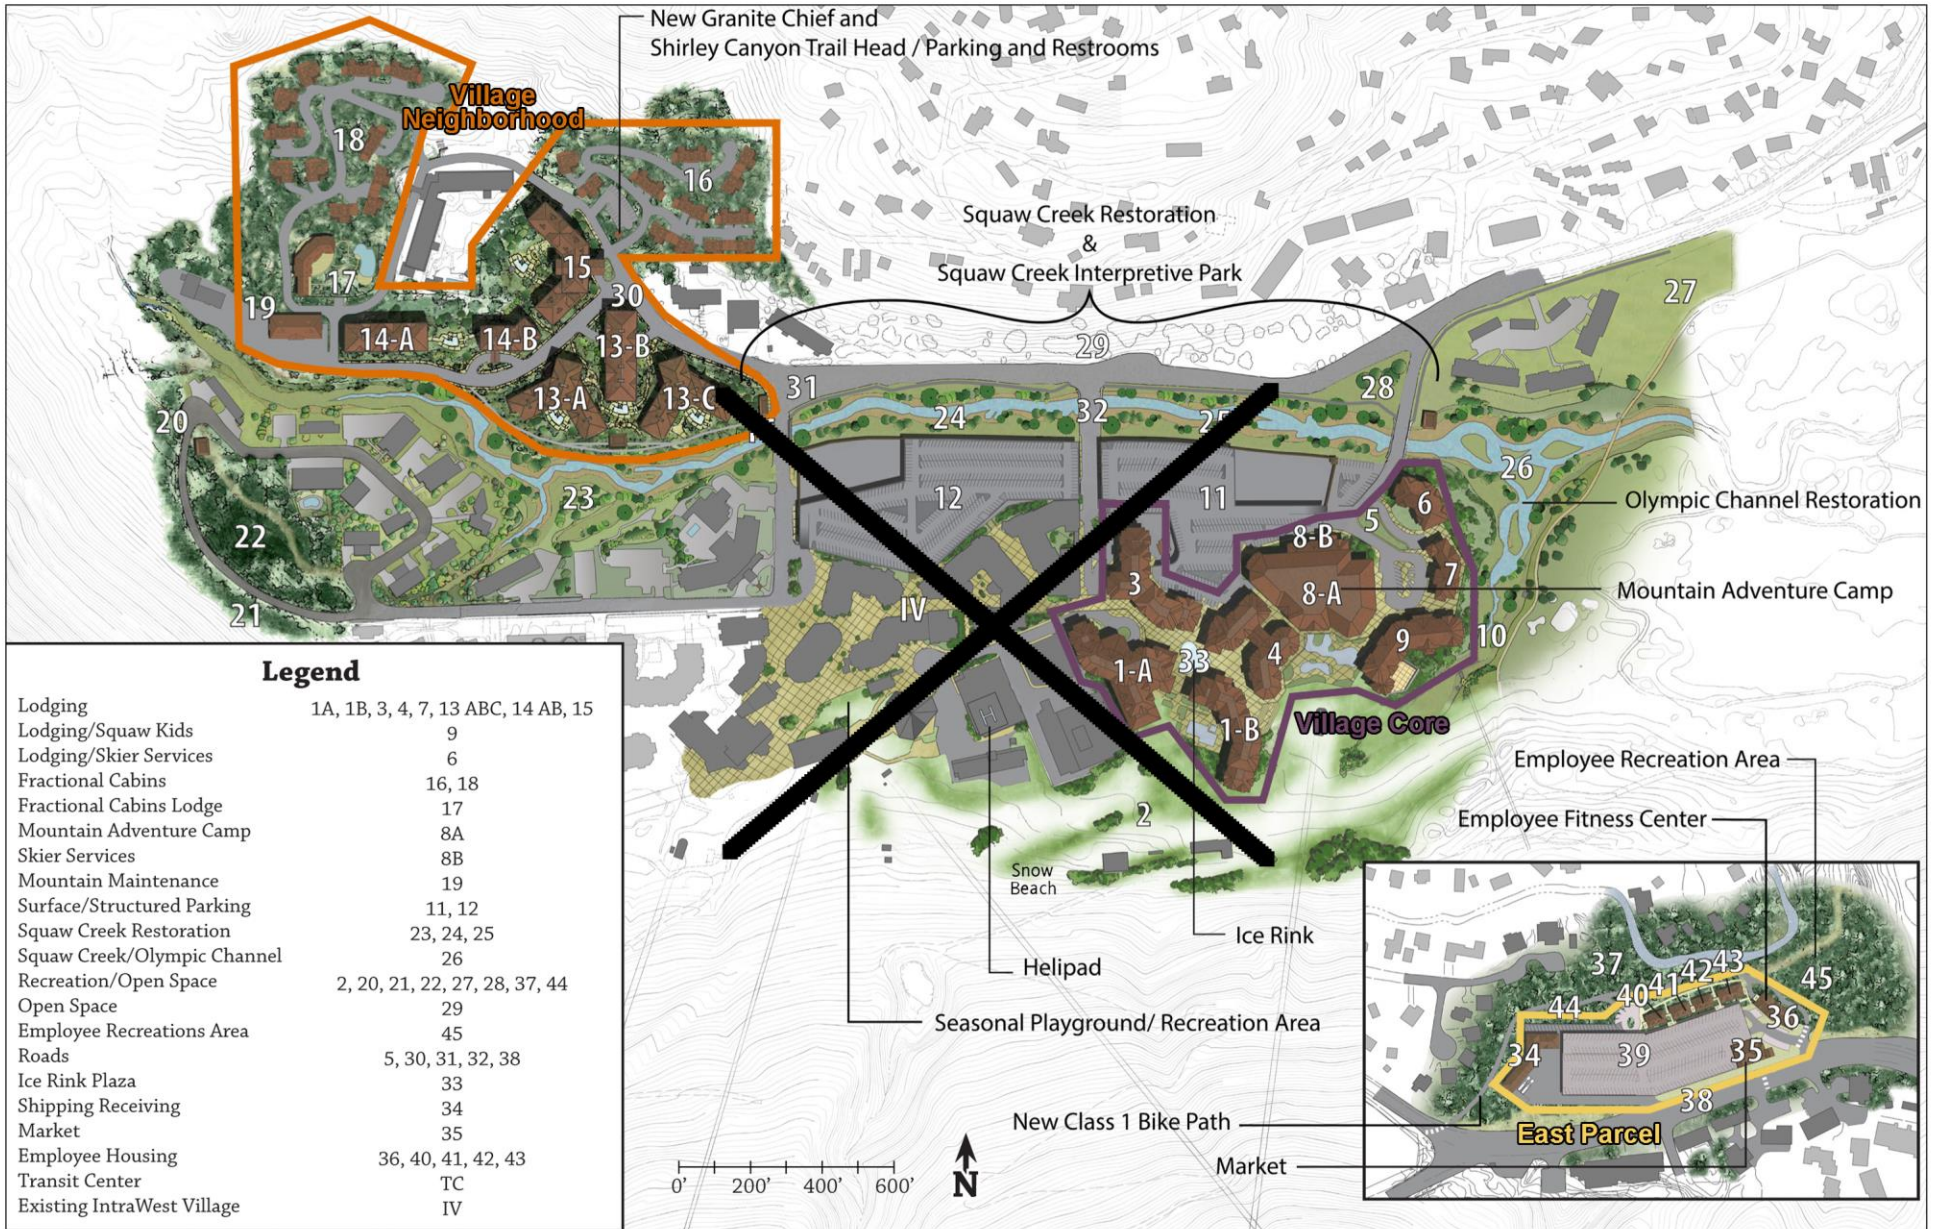 New Granite Chief and
Shirley Canyon Trail Head / Parking and Restrooms
Village
Neighborhood
18
16
Squaw Creek Restoration
&
Squaw Creek Interpretive Park
17
15
19
30
27
14-A
14-B
13-B
29
13-A
13-C
31
28
20
24
32
25
26
23
12
11
6
Olympic Channel Restoration
5
22
8-B
7
3
8-A
Mountain Adventure Camp
21
IV
10
9
4
33
1-A
1-B
Village Core
H
2
Snow
Beach
Employee Recreation Area
Employee Fitness Center
Ice Rink
Helipad
Seasonal Playground/ Recreation Area
New Class 1 Bike Path
Market
37
43
42
41
40
45
44
36
34
39
35
38
East Parcel
0' 200' 400' 600'
N
Legend
Lodging 1A, 1B, 3, 4, 7, 13 ABC, 14 AB, 15
Lodging/Squaw Kids 9
Lodging/Skier Services 6
Fractional Cabins 16, 18
Fractional Cabins Lodge 17
Mountain Adventure Camp 8A
Skier Services 8B
Mountain Maintenance 19
Surface/Structured Parking 11, 12
Squaw Creek Restoration 23, 24, 25
Squaw Creek/Olympic Channel 26
Recreation/Open Space 2, 20, 21, 22, 27, 28, 37, 44
Open Space 29
Employee Recreations Area 45
Roads 5, 30, 31, 32, 38
Ice Rink Plaza 33
Shipping Receiving 34
Market 35
Employee Housing 36, 40, 41, 42, 43
Transit Center TC
Existing IntraWest Village IV